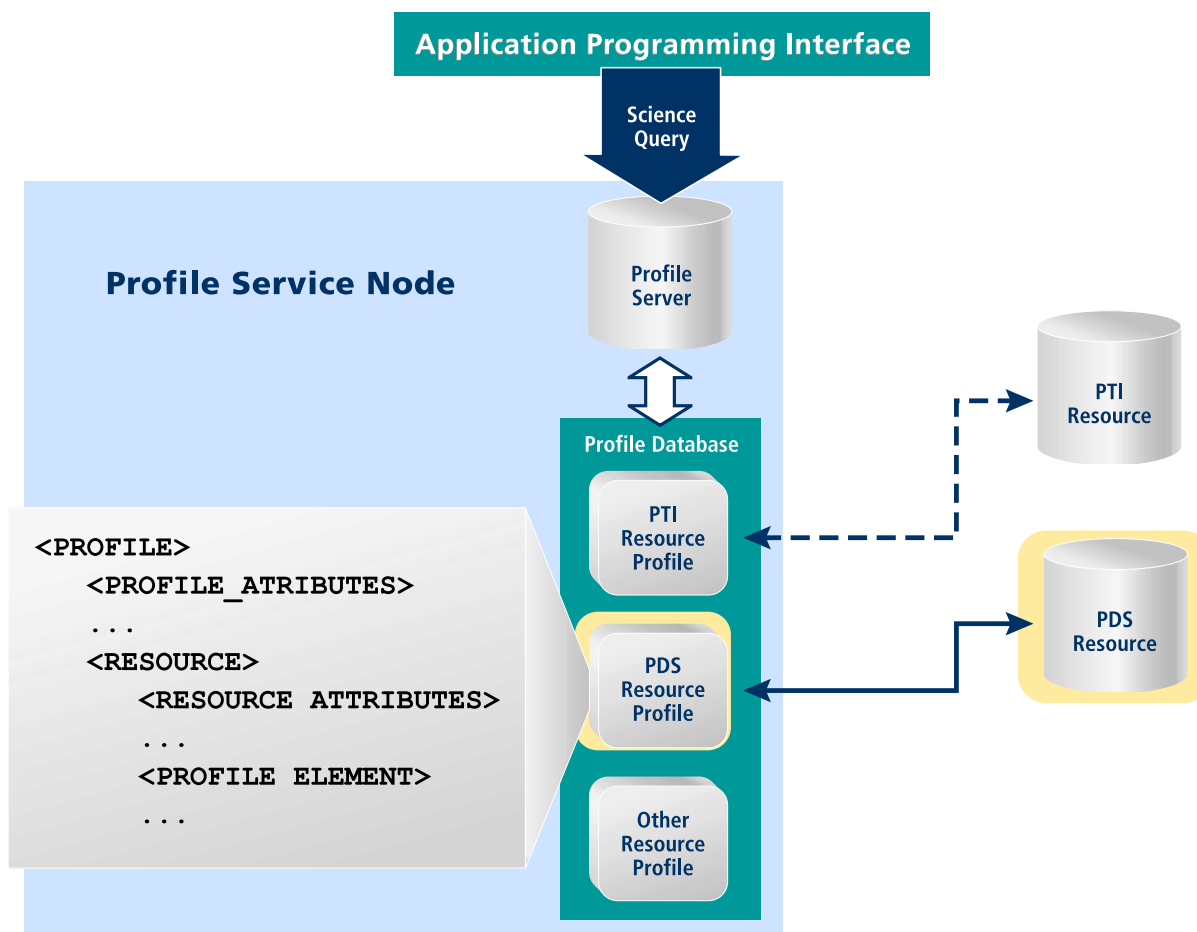 Application Programming Interface
Science
Query
Profile Service Node
Profile
Server
Profile Database
PTI
Resource
Profile
PTI
Resource
<PROFILE>
<PROFILE_ATRIBUTES>
...
<RESOURCE>
<RESOURCE ATTRIBUTES>
...
<PROFILE ELEMENT>
...
PDS
Resource
Profile
PDS
Resource
Other
Resource
Profile